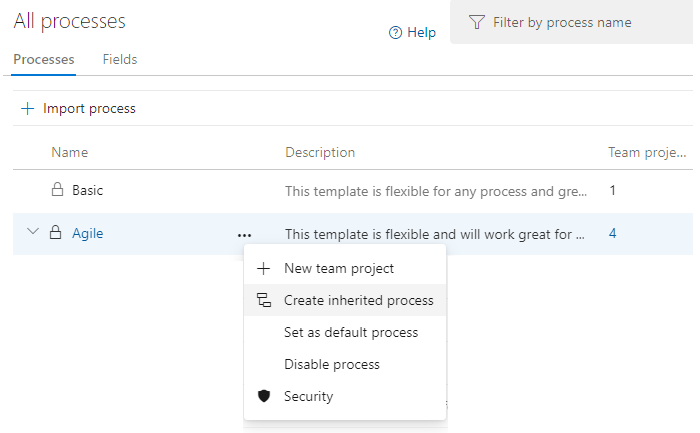 All processes
Help
Filter by process name
Processes Fields
Import process
Name Description Team proje...
Basic This template is flexible for any process and gre... 1
Agile ... This template is flexible and will work great for ... 4
New team project
Create inherited process
Set as default process
Disable process
Security